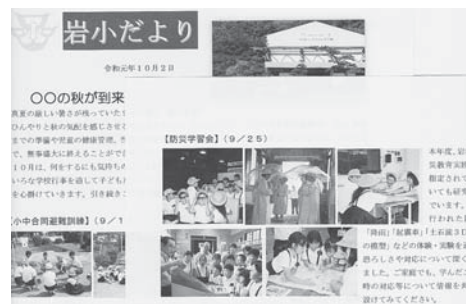 岩小だより
令和元年10月2日
〇〇の秋が到来
真夏の厳しい暑さが残っていた
ひんやりと秋の気配を感じさせ
までの準備や児童の健康管理、
で、無事盛大に終えることがで
10月は、何をするにも気持ち
いろな学校行事を通して子ども
を心掛けていきます。引き続き
小中合同避難訓練】(9/1
【防災学習会】(9/25)
本年度、岩
災教育実
指定されて
いても研
でいます。
行われた
「降雨」「起震車」「土石流3D
の模型」などの体験・実験を
恐ろしさや対応について深く
ました。ご家庭でも、学んだ
時の対応等について情報を
設けてみてください。